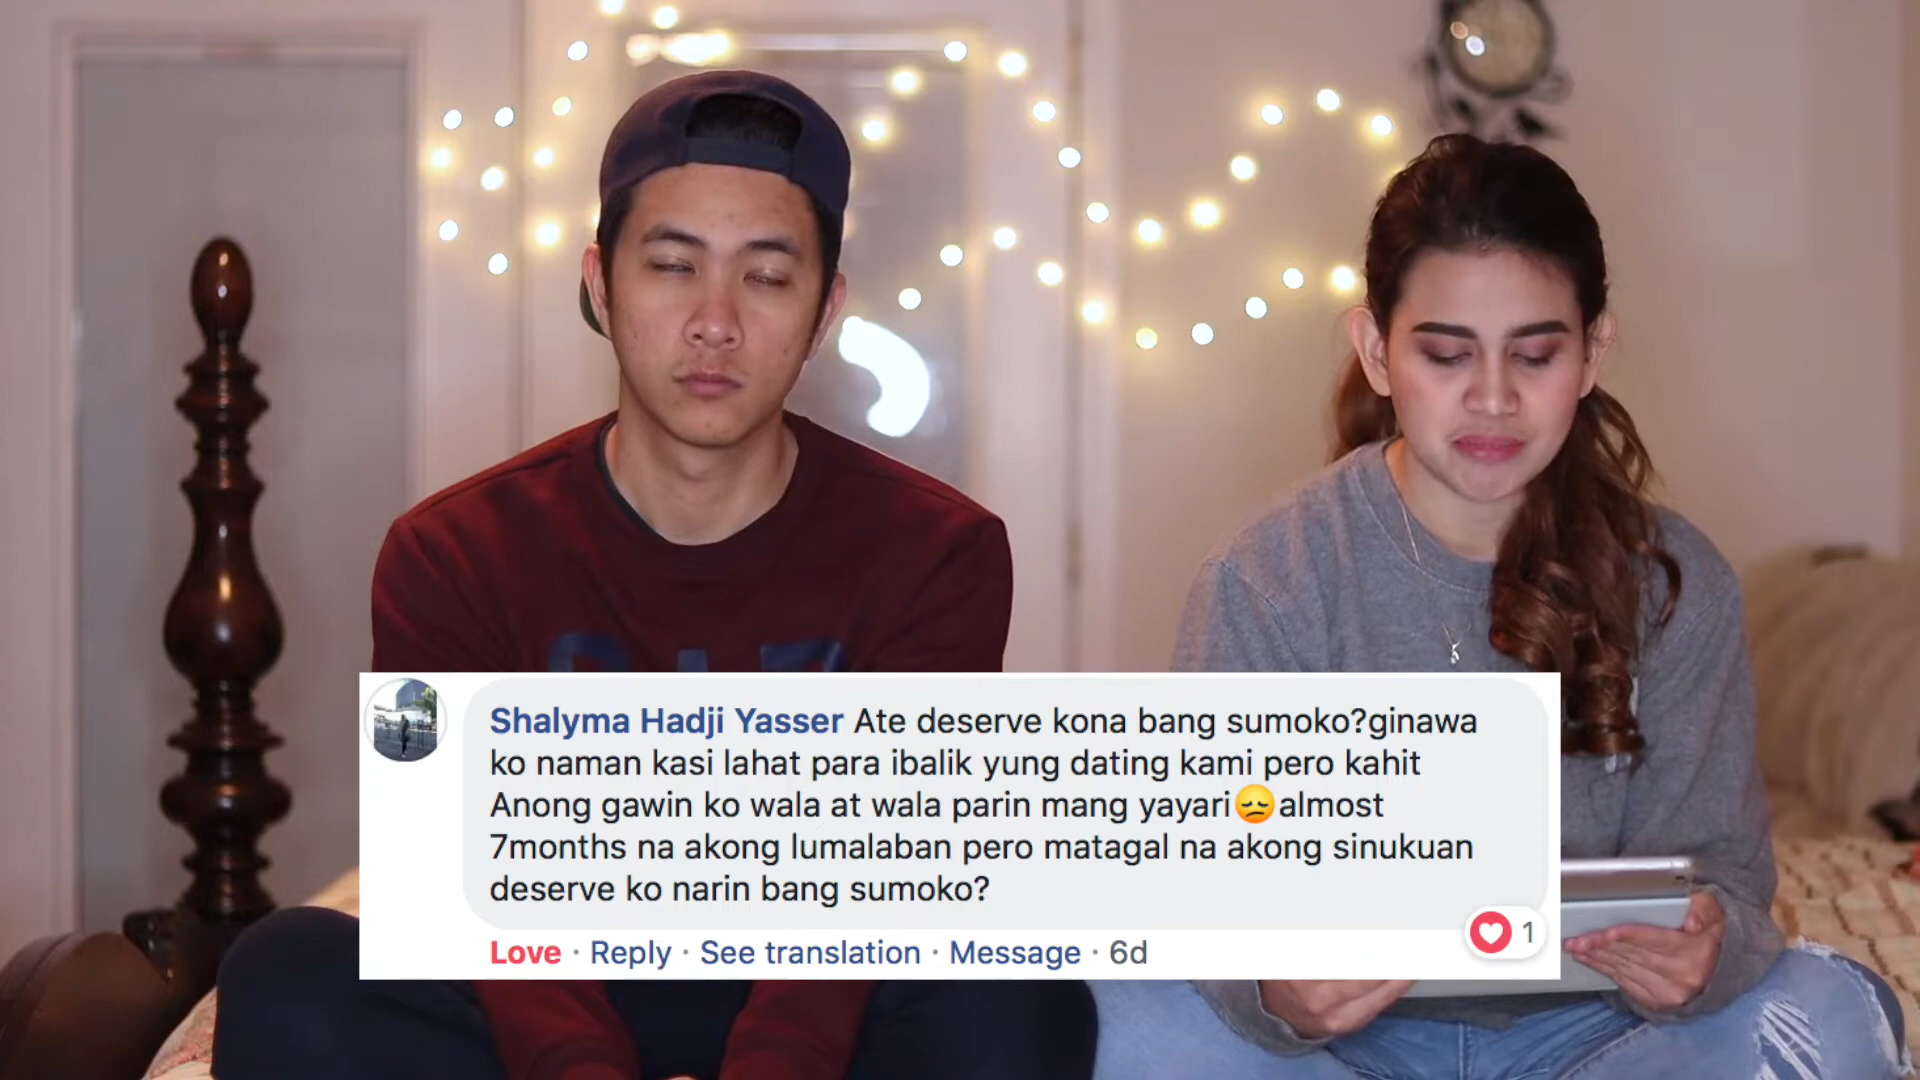 Shalyma Hadji Yasser Ate deserve kona bang sumoko?ginawa
ko naman kasi lahat para ibalik yung dating kami pero kahit
Anong gawin ko wala at wala parin mang yayari😞almost
7months na akong lumalaban pero matagal na akong sinukuan
deserve ko narin bang sumoko?
1
Love · Reply · See translation · Message · 6d